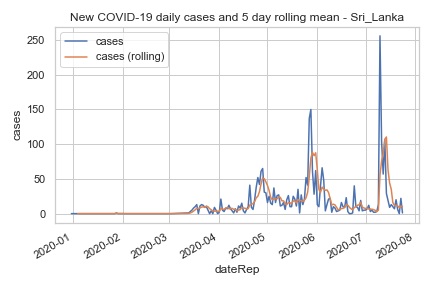 New COVID-19 daily cases and 5 day rolling mean - Sri_Lanka
cases
cases (rolling)
250
200
150
100
50
0
cases
2020-01
2020-02
2020-03
2020-04
2020-05
2020-06
2020-07
2020-08
dateRep